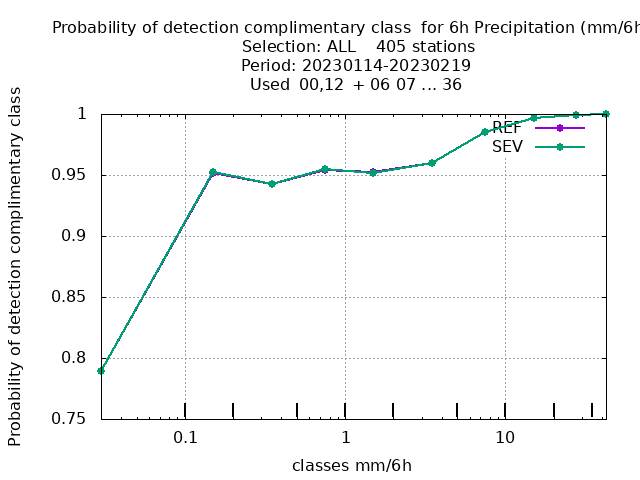 Probability of detection complimentary class  for 6h Precipitation (mm/6h
Selection: ALL    405 stations
Period: 20230114-20230219
Used  00,12  + 06 07 ... 36
Probability of detection complimentary class
1
0.95
0.9
0.85
0.8
0.75
REF
SEV
0.1
1
10
classes mm/6h